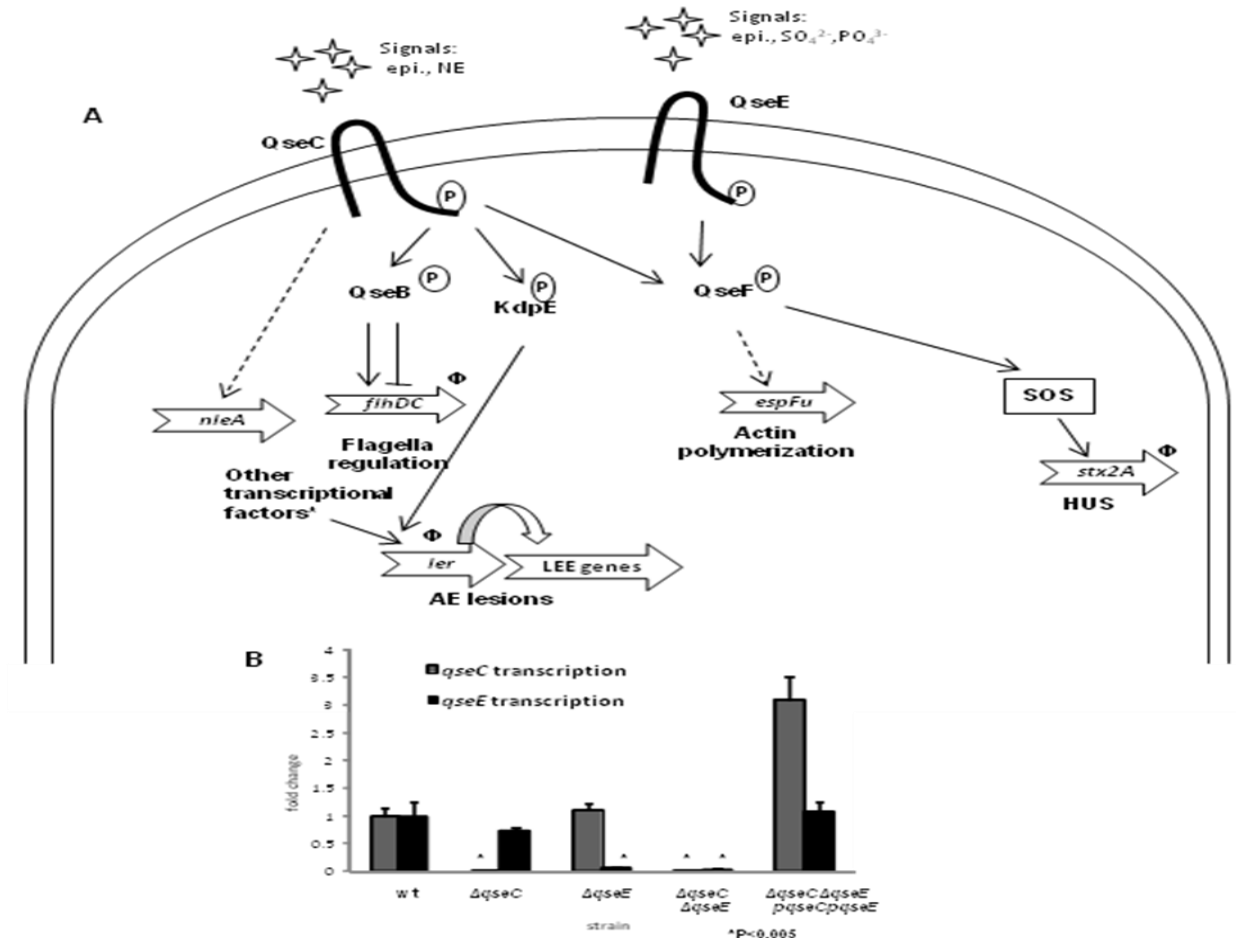 A
Signals:
epi., NE
Signals:
epi., SO₄²⁻,PO₄³⁻
QseC
QseE
P
P
QseB P
KdpE P
QseF P
nleA
flhDC Φ
Flagella
regulation
Other
transcriptional
factors*
espFu
Actin
polymerization
SOS
stx2A Φ
HUS
Φ
ler
LEE genes
AE lesions
B
qseC transcription
qseE transcription
fold change
4
3.5
3
2.5
2
1.5
1
0.5
0
* * * *
wt
ΔqseC
ΔqseE
ΔqseC
ΔqseE
ΔqseCΔqseE
pqseCpqseE
strain
*P<0.005